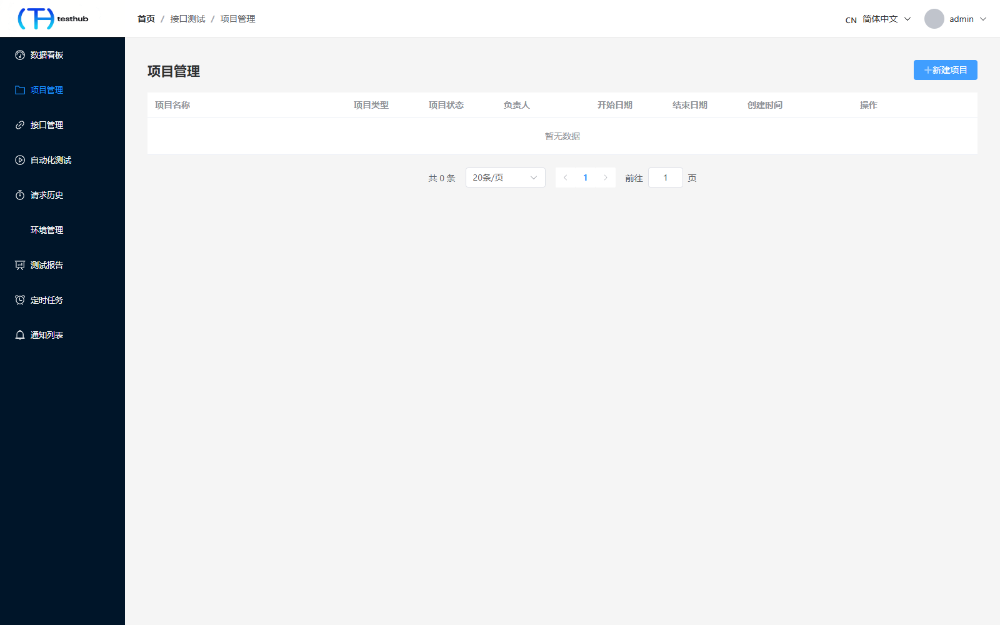 testhub
首页 / 接口测试 / 项目管理
CN 简体中文
admin
数据看板
项目管理
接口管理
自动化测试
请求历史
环境管理
测试报告
定时任务
通知列表
项目管理
新建项目
项目名称 项目类型 项目状态 负责人 开始日期 结束日期 创建时间 操作
暂无数据
共 0 条 20条/页 1 前往 1 页